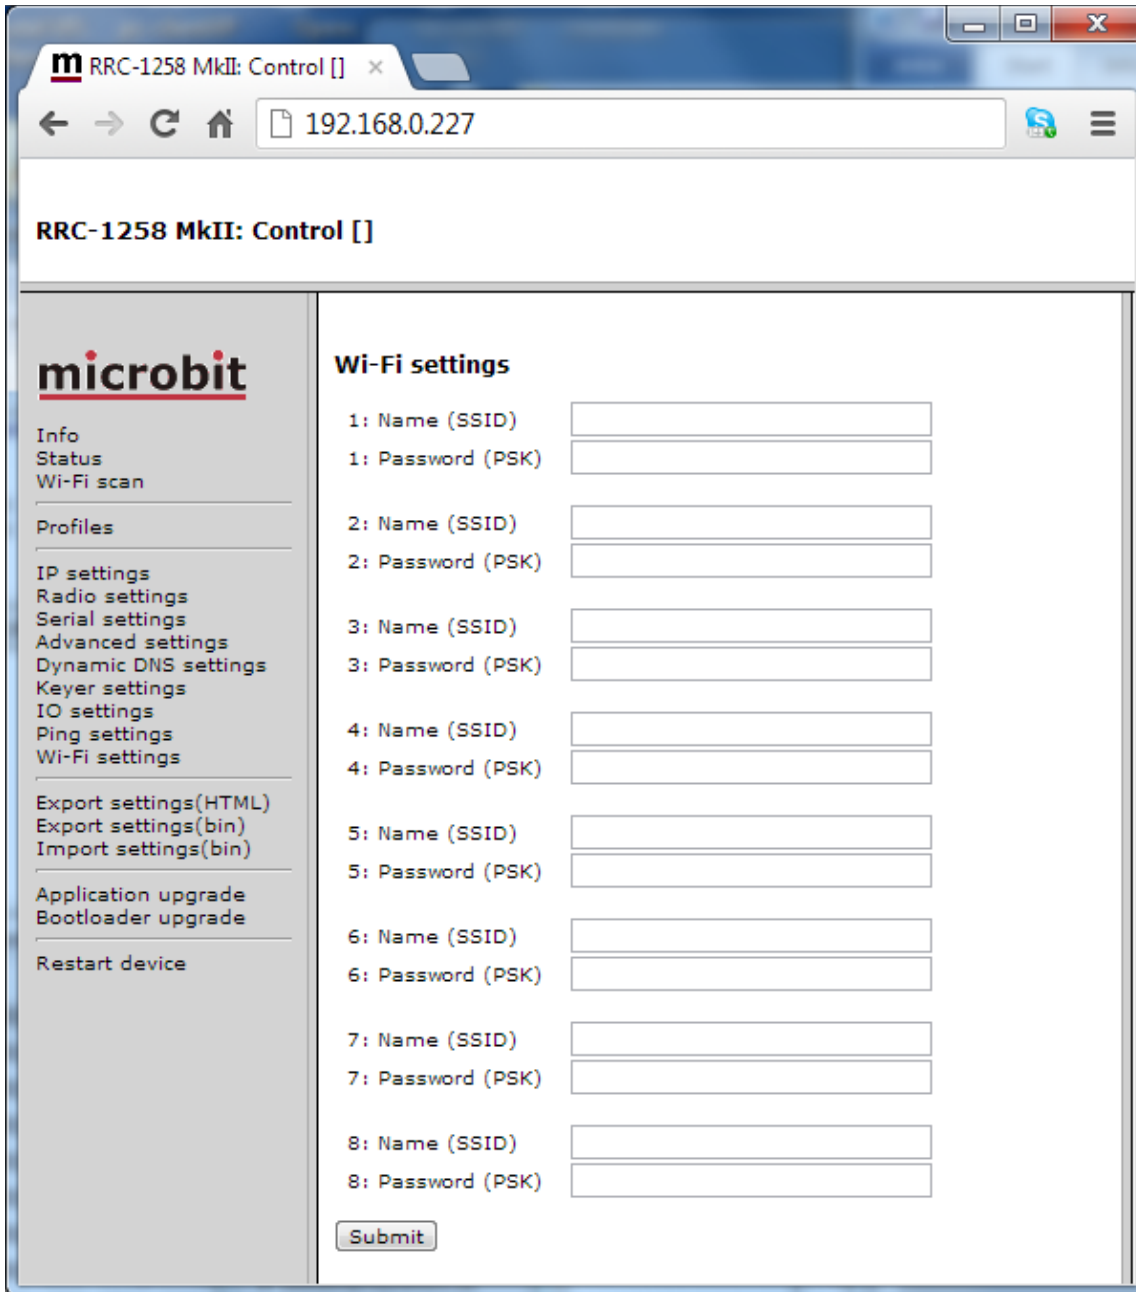 m RRC-1258 MkII: Control []
192.168.0.227
RRC-1258 MkII: Control []
microbit
Info
Status
Wi-Fi scan
Profiles
IP settings
Radio settings
Serial settings
Advanced settings
Dynamic DNS settings
Keyer settings
IO settings
Ping settings
Wi-Fi settings
Export settings(HTML)
Export settings(bin)
Import settings(bin)
Application upgrade
Bootloader upgrade
Restart device
Wi-Fi settings
1: Name (SSID)
1: Password (PSK)
2: Name (SSID)
2: Password (PSK)
3: Name (SSID)
3: Password (PSK)
4: Name (SSID)
4: Password (PSK)
5: Name (SSID)
5: Password (PSK)
6: Name (SSID)
6: Password (PSK)
7: Name (SSID)
7: Password (PSK)
8: Name (SSID)
8: Password (PSK)
Submit